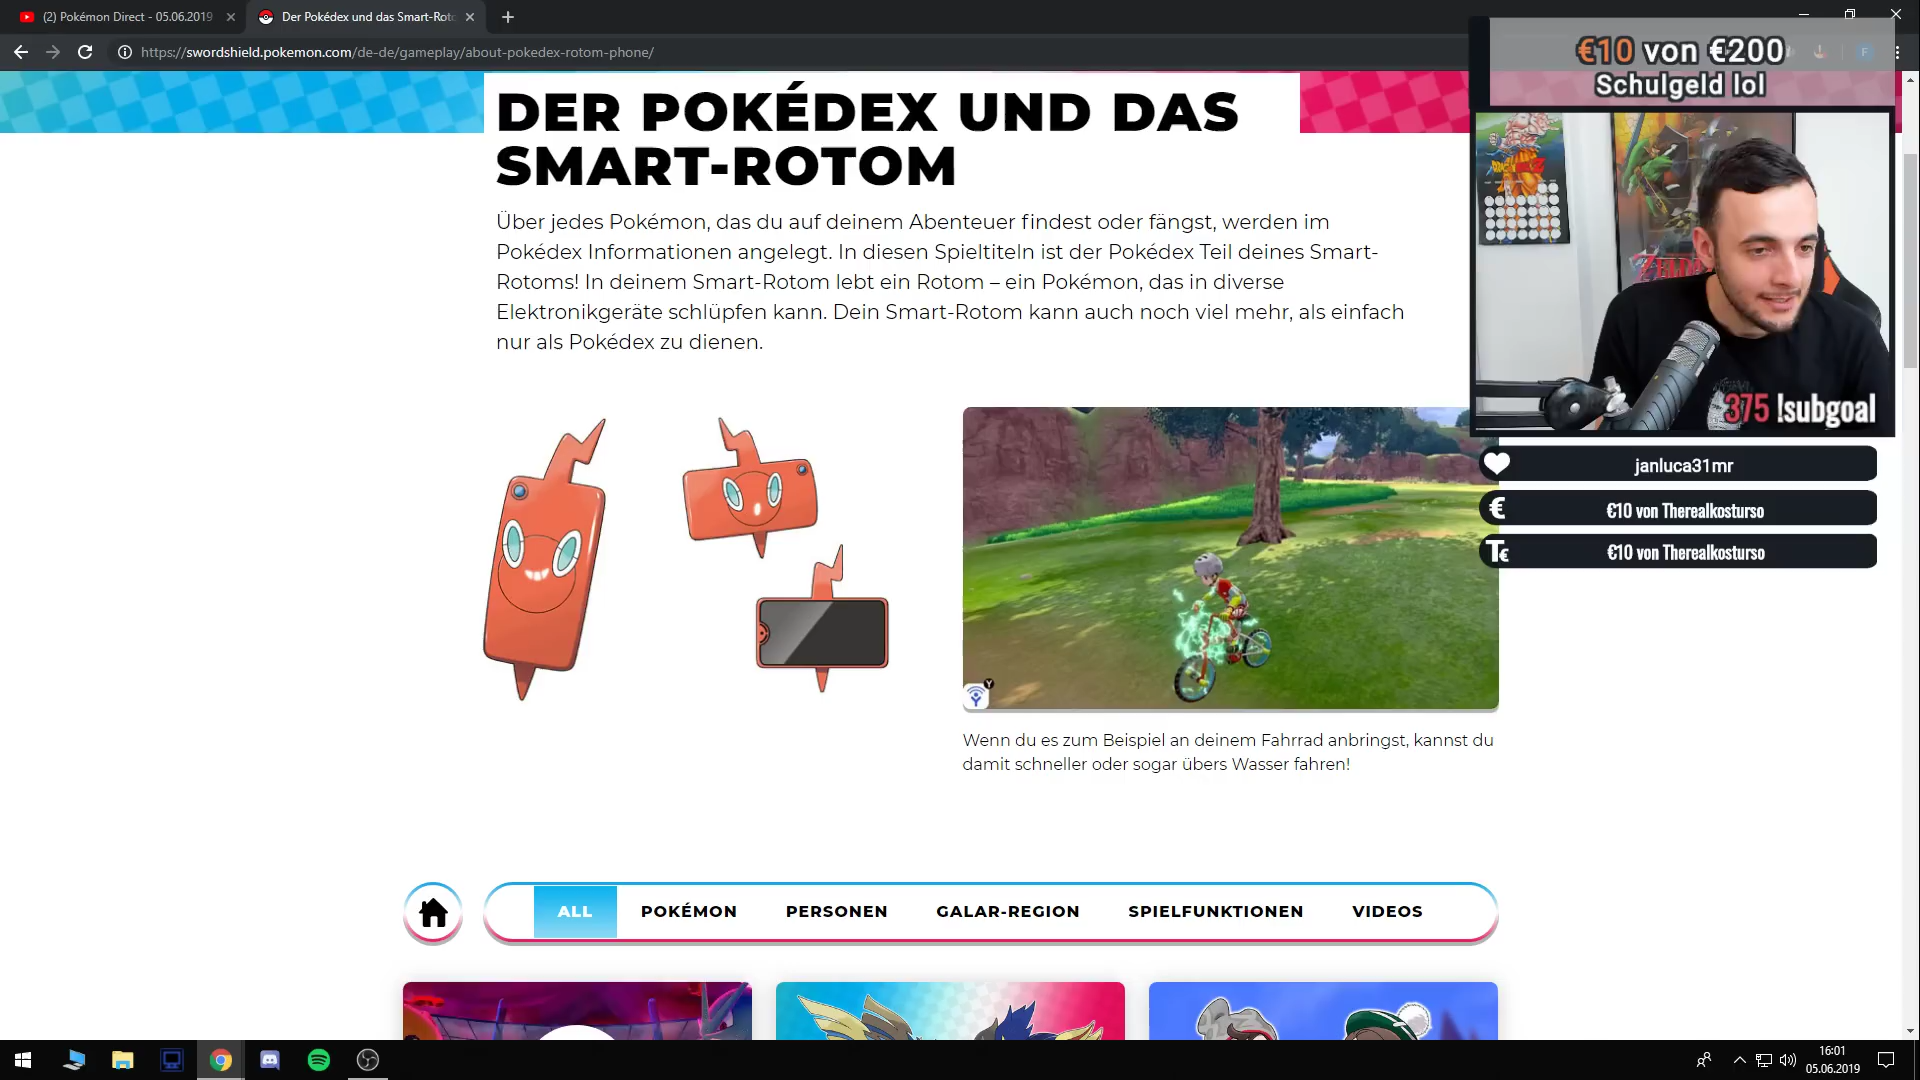 (2) Pokémon Direct - 05.06.2019
Der Pokédex und das Smart-Roto
https://swordshield.pokemon.com/de-de/gameplay/about-pokedex-rotom-phone/
€10 von €200
Schulgeld lol
DER POKÉDEX UND DAS
SMART-ROTOM
Über jedes Pokémon, das du auf deinem Abenteuer findest oder fängst, werden im
Pokédex Informationen angelegt. In diesen Spieltiteln ist der Pokédex Teil deines Smart-
Rotoms! In deinem Smart-Rotom lebt ein Rotom – ein Pokémon, das in diverse
Elektronikgeräte schlüpfen kann. Dein Smart-Rotom kann auch noch viel mehr, als einfach
nur als Pokédex zu dienen.
ZELDA
375 !subgoal
janluca31mr
€ €10 von Therealkosturso
T€ €10 von Therealkosturso
Y
Wenn du es zum Beispiel an deinem Fahrrad anbringst, kannst du
damit schneller oder sogar übers Wasser fahren!
ALL
POKÉMON
PERSONEN
GALAR-REGION
SPIELFUNKTIONEN
VIDEOS
16:01
05.06.2019